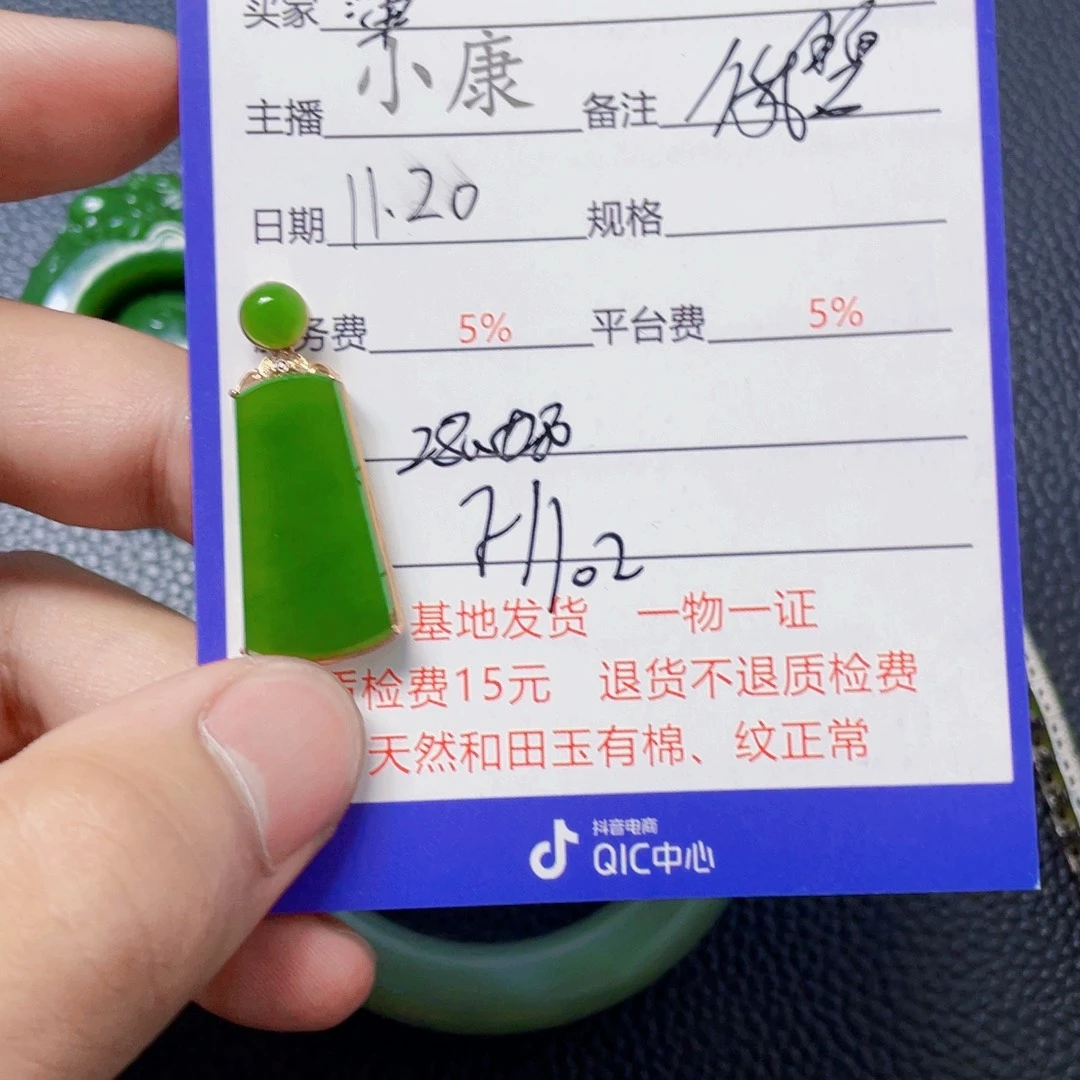 买家
主播 小康 备注
日期 11.20 规格
务费 5% 平台费 5%
基地发货 一物一证
质检费15元 退货不退质检费
天然和田玉有棉、纹正常
抖音电商
QIC中心